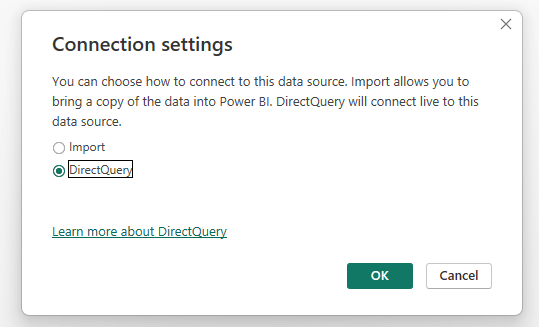 Connection settings
You can choose how to connect to this data source. Import allows you to
bring a copy of the data into Power BI. DirectQuery will connect live to this
data source.
Import
DirectQuery
Learn more about DirectQuery
OK Cancel